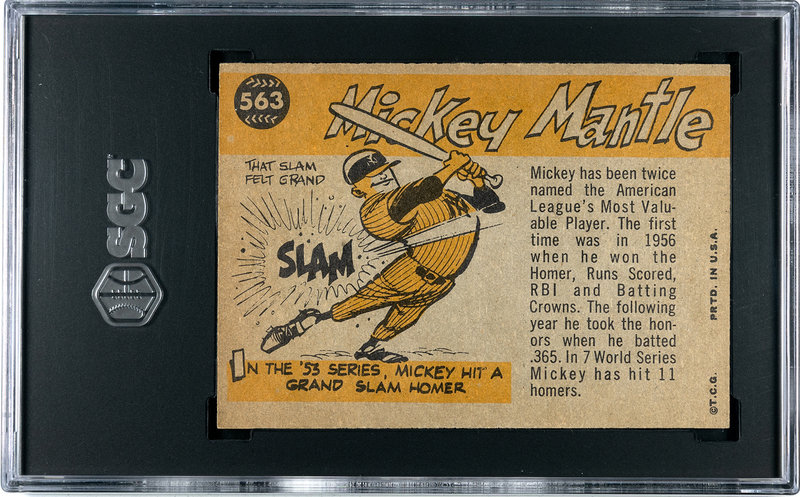 SGC
563
Mickey Mantle
THAT SLAM
FELT GRAND
SLAM
NY
IN THE '53 SERIES, MICKEY HIT A
GRAND SLAM HOMER
Mickey has been twice
named the American
League's Most Valu-
able Player. The first
time was in 1956
when he won the
Homer, Runs Scored,
RBI and Batting
Crowns. The following
year he took the hon-
ors when he batted
.365. In 7 World Series
Mickey has hit 11
homers.
©T.C.G. PRTD. IN U.S.A.